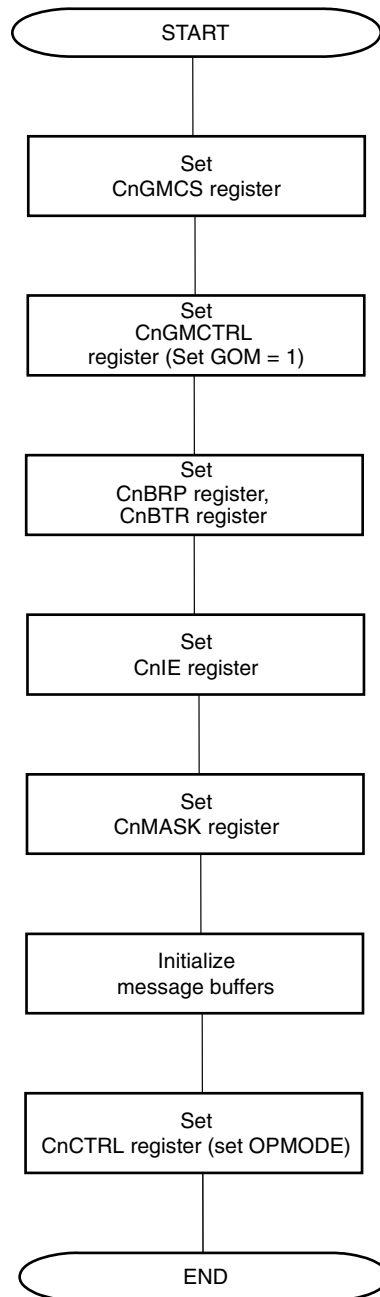 START
Set
CnGMCS register
Set
CnGMCTRL
register (Set GOM = 1)
Set
CnBRP register,
CnBTR register
Set
CnIE register
Set
CnMASK register
Initialize
message buffers
Set
CnCTRL register (set OPMODE)
END